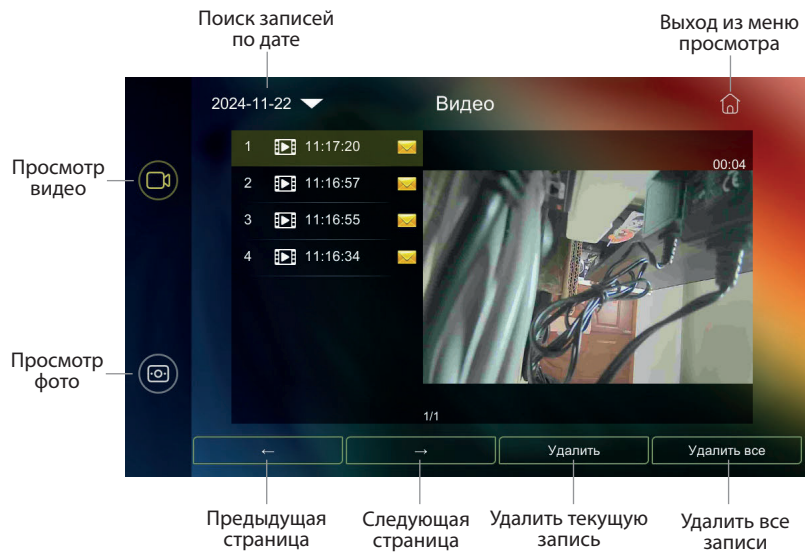 Поиск записей
по дате
Выход из меню
просмотра
2024-11-22
Видео
1 11:17:20
00:04
Просмотр
видео
2 11:16:57
3 11:16:55
4 11:16:34
Просмотр
фото
1/1
← → Удалить Удалить все
Предыдущая
страница
Следующая
страница
Удалить текущую
запись
Удалить все
записи